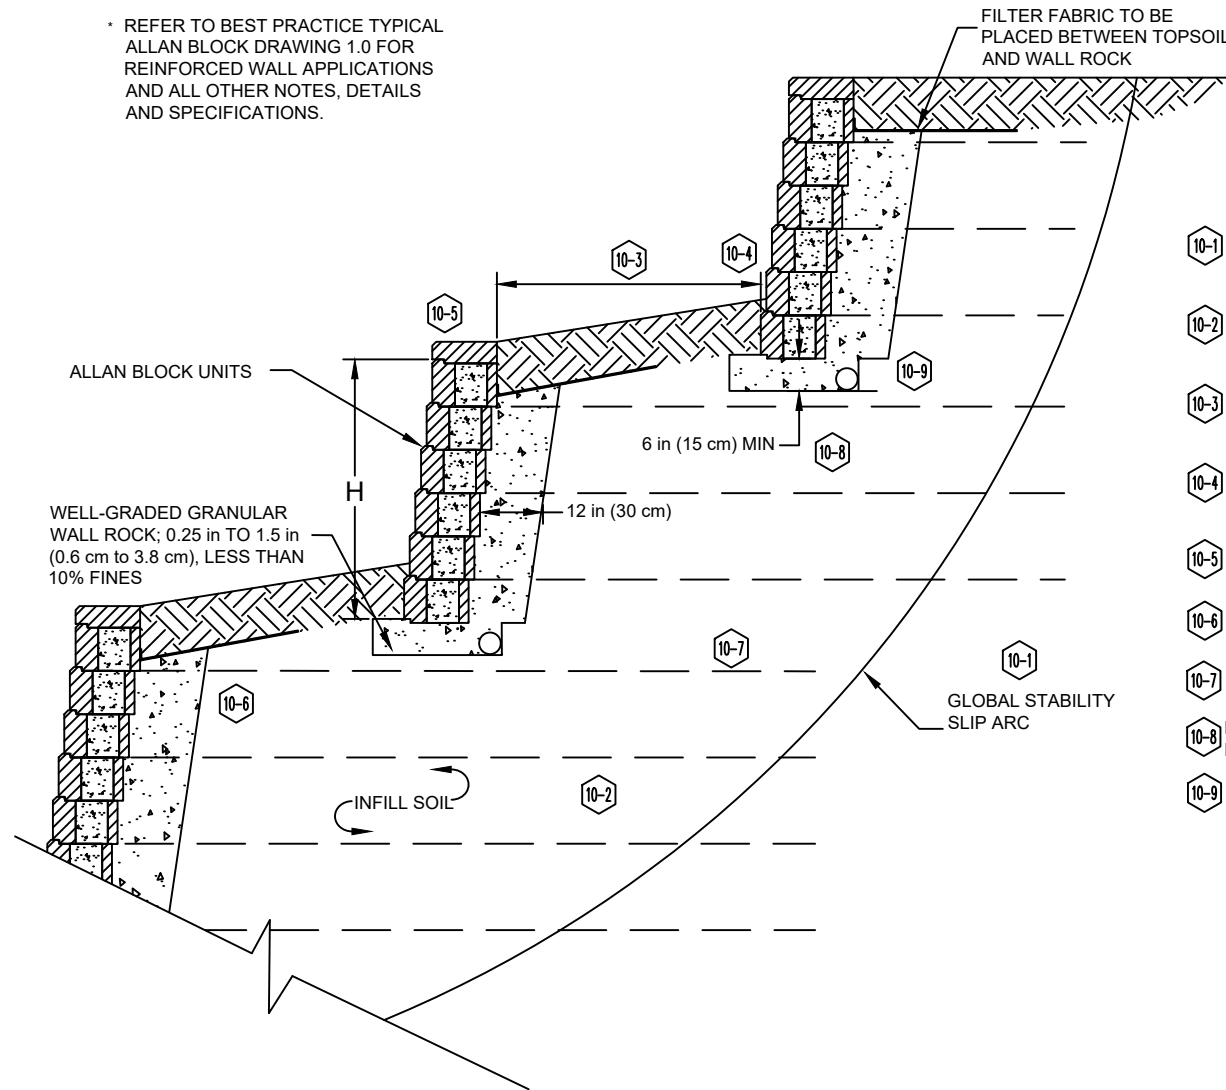 * REFER TO BEST PRACTICE TYPICAL
ALLAN BLOCK DRAWING 1.0 FOR
REINFORCED WALL APPLICATIONS
AND ALL OTHER NOTES, DETAILS
AND SPECIFICATIONS.
FILTER FABRIC TO BE
PLACED BETWEEN TOPSOIL
AND WALL ROCK
10-3
10-4
10-5
ALLAN BLOCK UNITS
10-9
6 in (15 cm) MIN
10-8
H
12 in (30 cm)
WELL-GRADED GRANULAR
WALL ROCK; 0.25 in TO 1.5 in
(0.6 cm to 3.8 cm), LESS THAN
10% FINES
10-7
10-1
GLOBAL STABILITY
SLIP ARC
10-6
INFILL SOIL
10-2
10-1
10-2
10-3
10-4
10-5
10-6
10-7
10-8
10-9